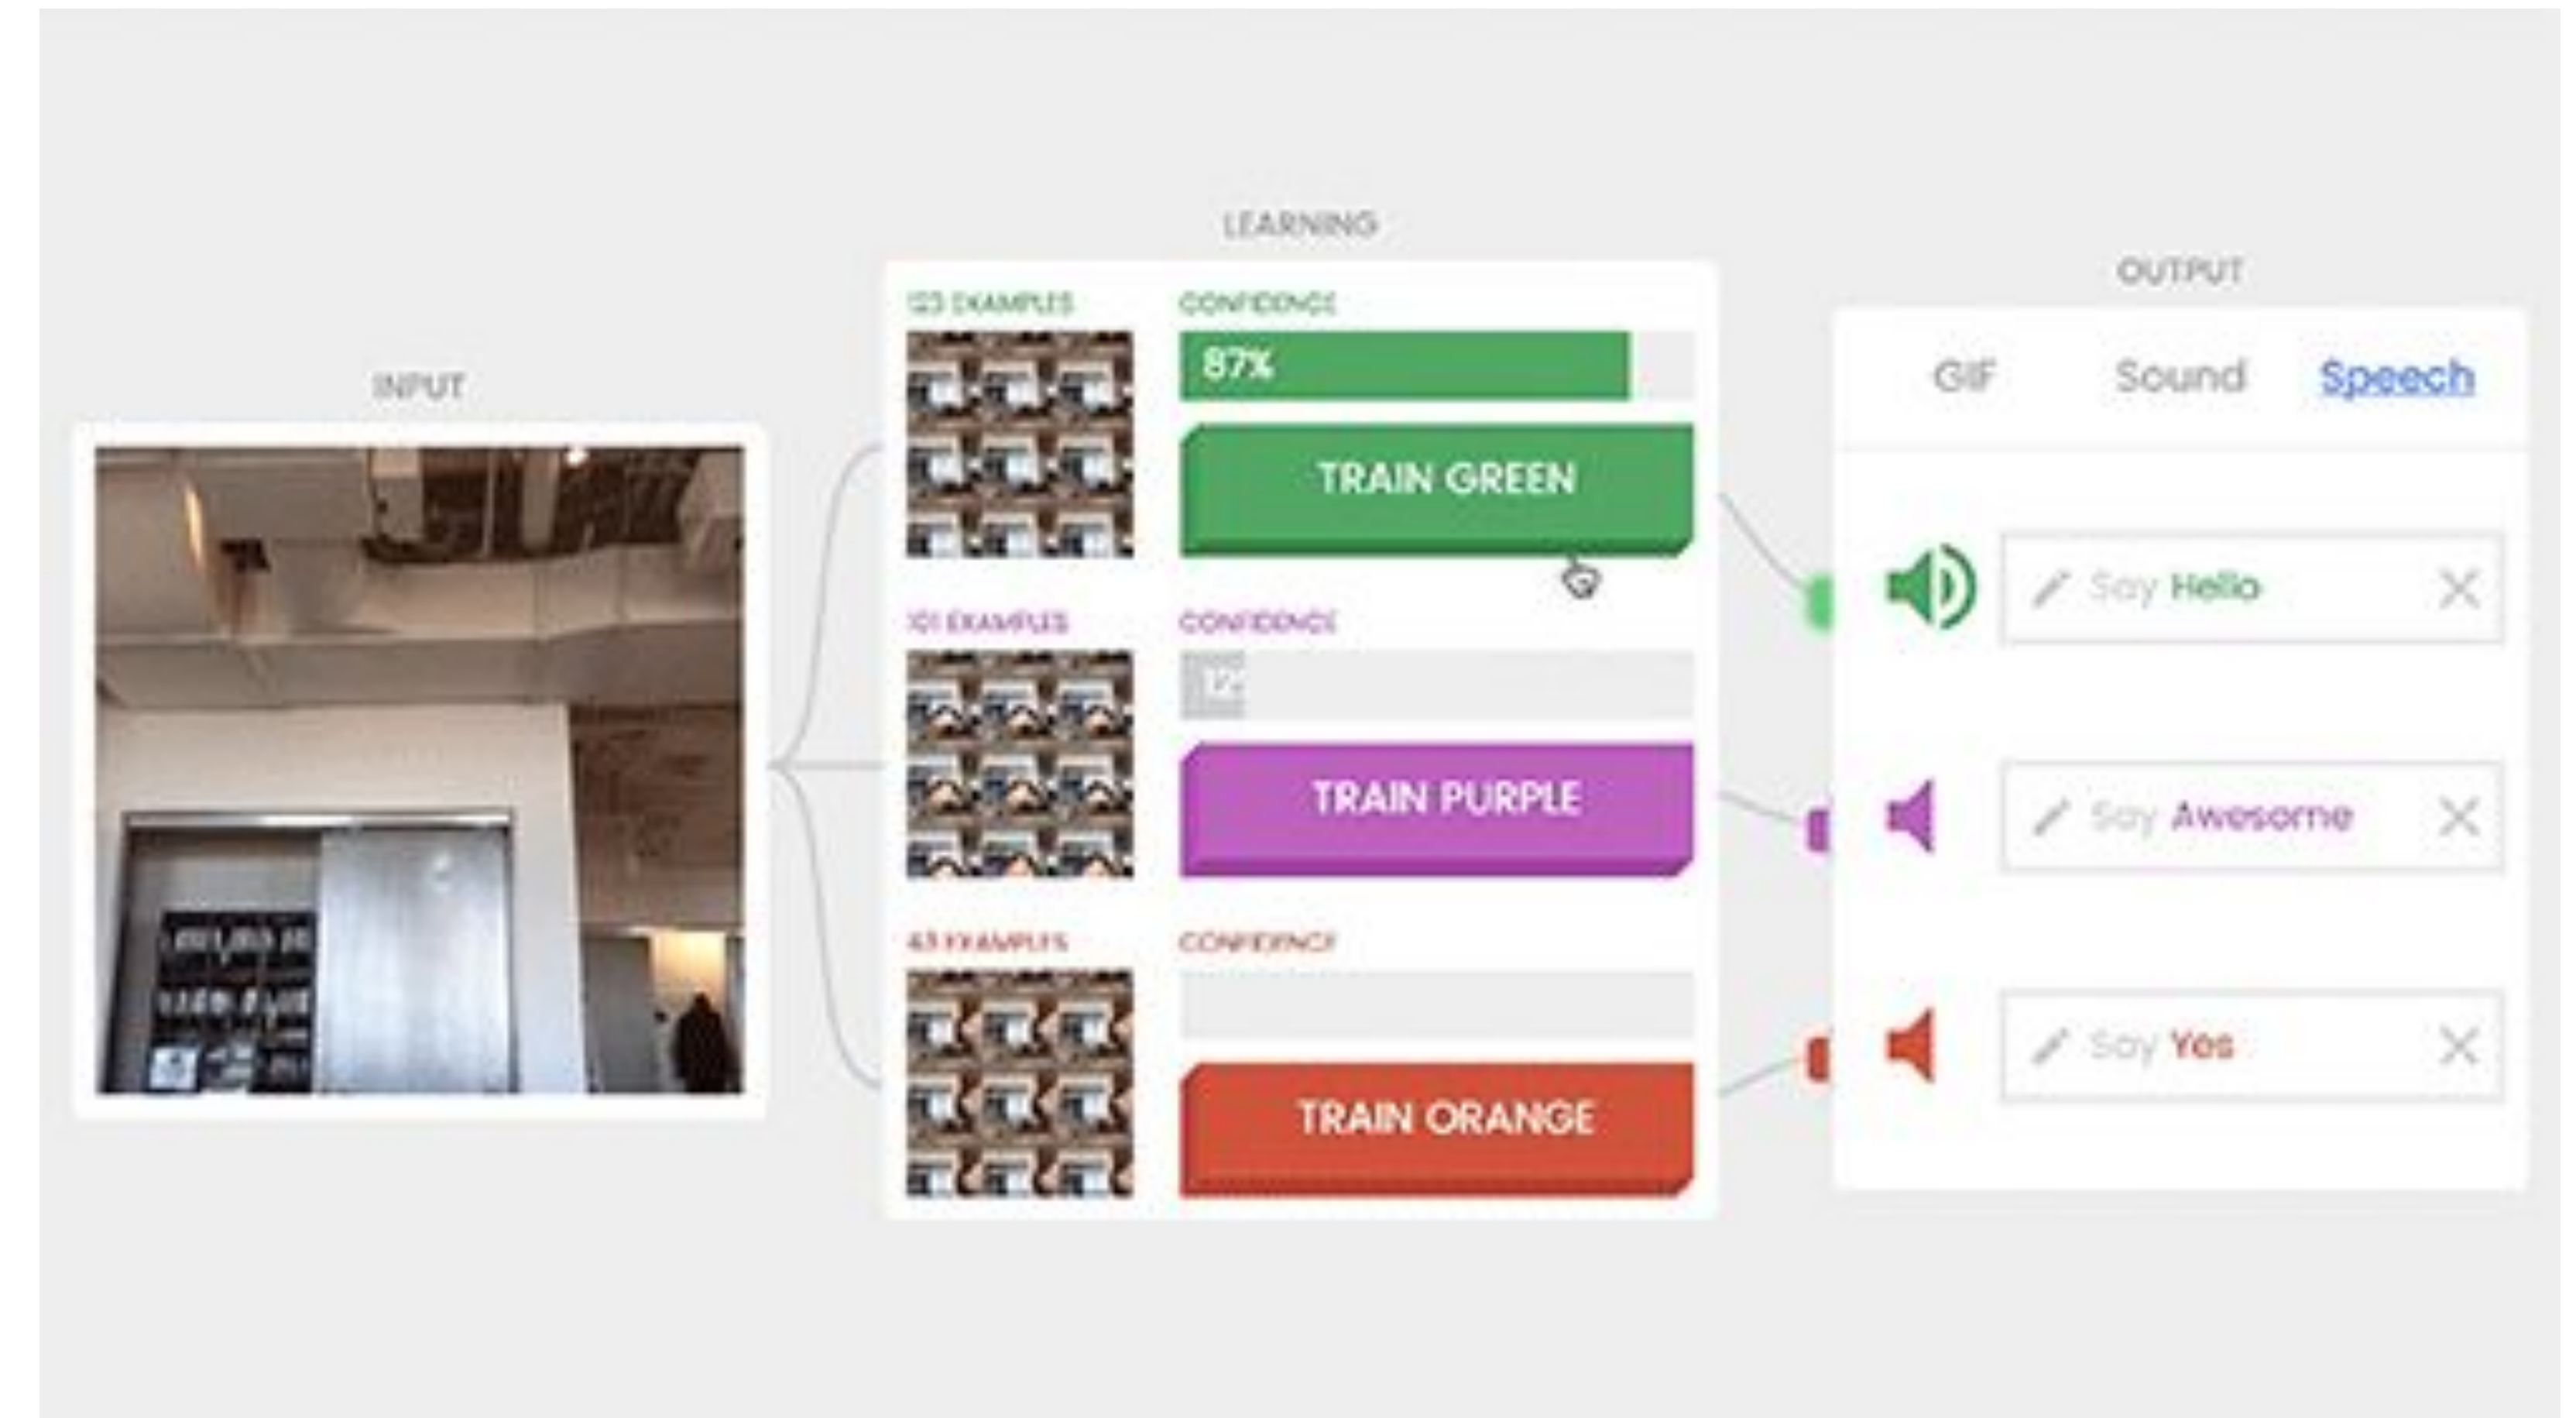 LEARNING
OUTPUT
INPUT
123 EXAMPLES
CONFIDENCE
87%
TRAIN GREEN
101 EXAMPLES
CONFIDENCE
TRAIN PURPLE
43 EXAMPLES
CONFIDENCE
TRAIN ORANGE
GIF Sound Speech
Say Hello
Say Awesome
Say Yes